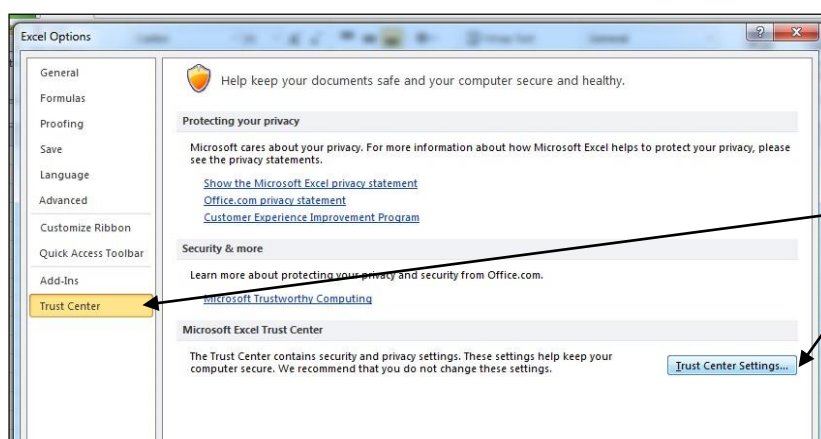 Excel Options
General
Formulas
Proofing
Save
Language
Advanced
Customize Ribbon
Quick Access Toolbar
Add-Ins
Trust Center
Help keep your documents safe and your computer secure and healthy.
Protecting your privacy
Microsoft cares about your privacy. For more information about how Microsoft Excel helps to protect your privacy, please
see the privacy statements.
Show the Microsoft Excel privacy statement
Office.com privacy statement
Customer Experience Improvement Program
Security & more
Learn more about protecting your privacy and security from Office.com.
Microsoft Trustworthy Computing
Microsoft Excel Trust Center
The Trust Center contains security and privacy settings. These settings help keep your
computer secure. We recommend that you do not change these settings.
Trust Center Settings...